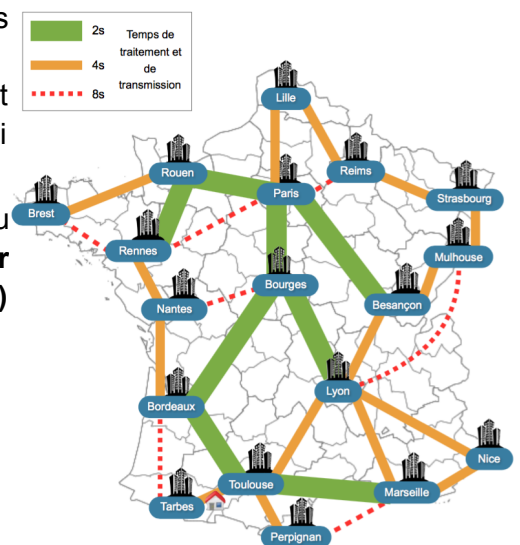 s
t
i
u
r
)
2s
4s
8s
Temps de
traitement et
de
transmission
Lille
Rouen
Paris
Reims
Strasbourg
Brest
Rennes
Mulhouse
Nantes
Bourges
Besançon
Lyon
Bordeaux
Nice
Toulouse
Marseille
Tarbes
Perpignan